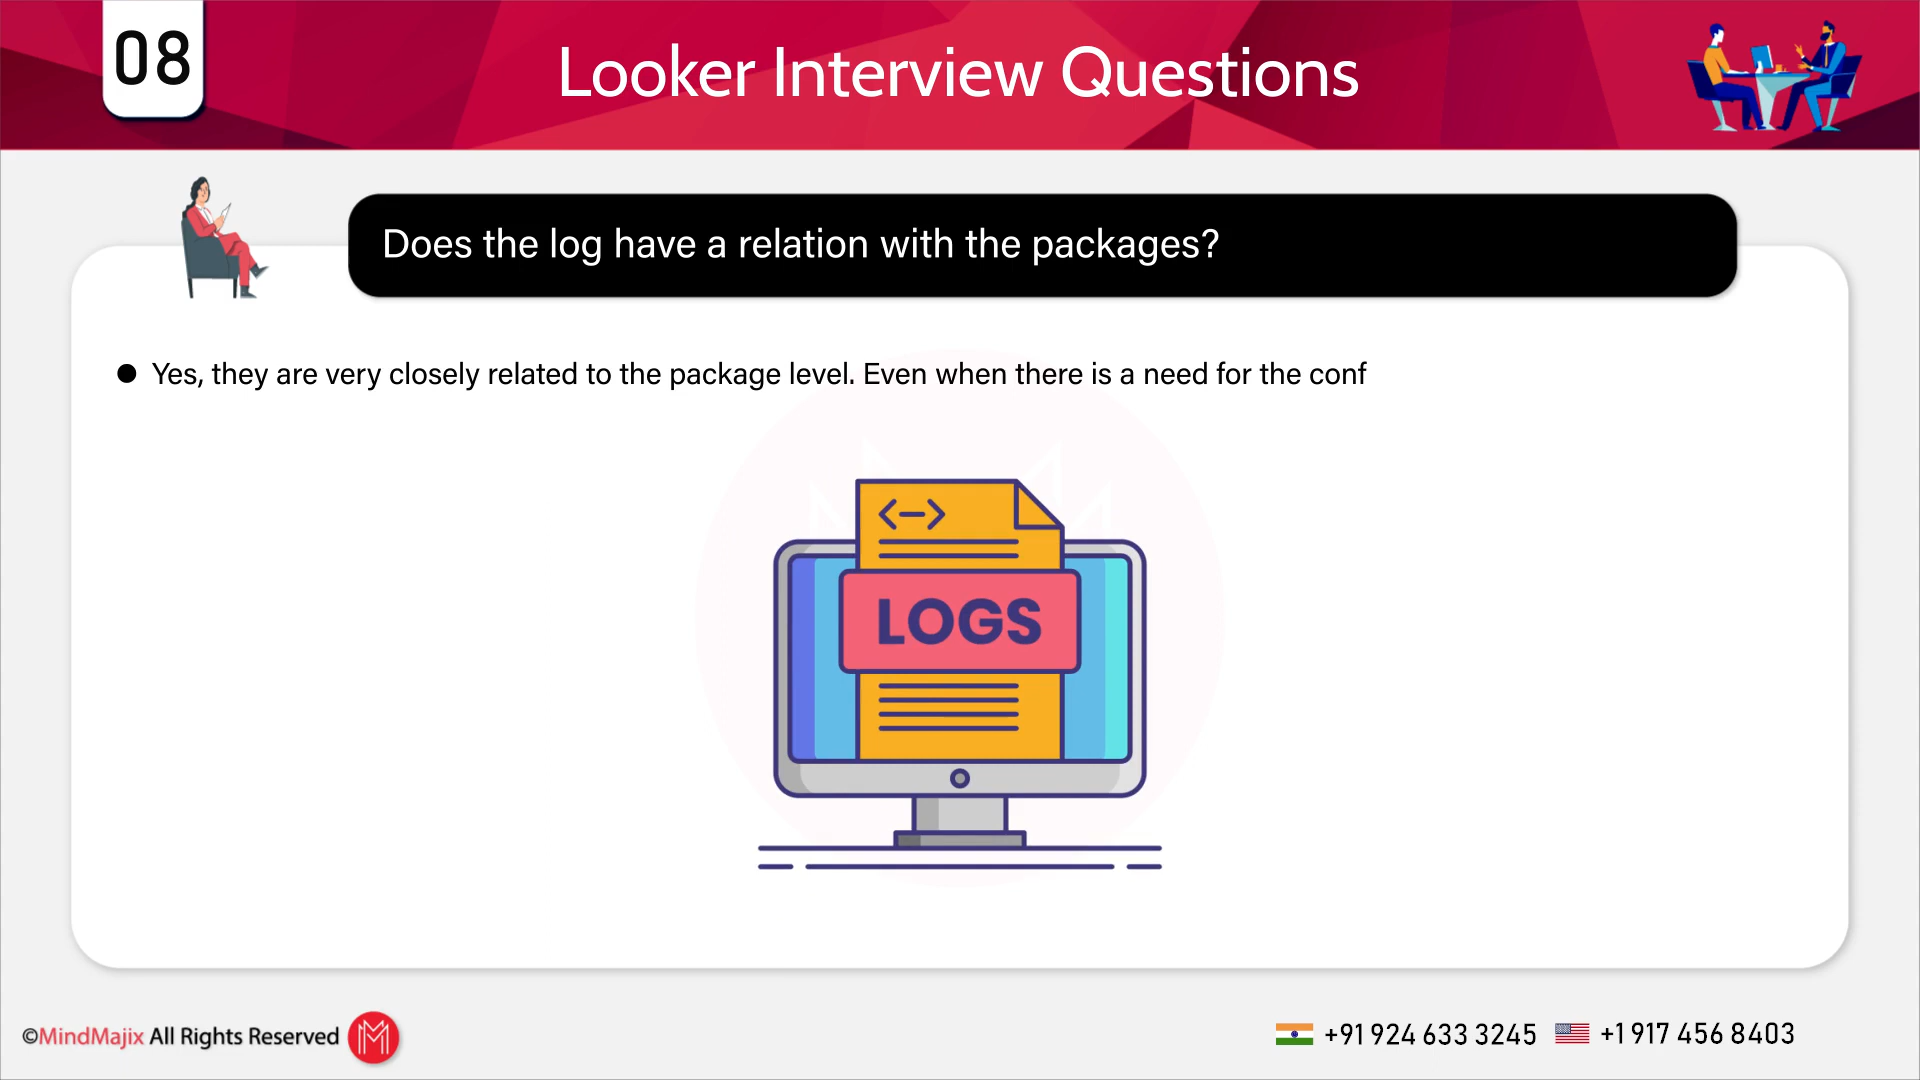 08
Looker Interview Questions
Does the log have a relation with the packages?
Yes, they are very closely related to the package level. Even when there is a need for the conf
<->
LOGS
©MindMajix All Rights Reserved
+91 924 633 3245
+1 917 456 8403